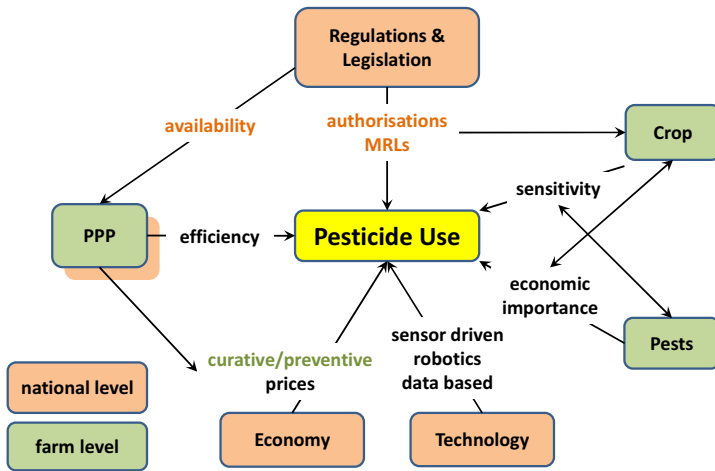 Regulations &
Legislation
availability
authorisations
MRLs
Crop
sensitivity
PPP
efficiency
Pesticide Use
economic
importance
sensor driven
robotics
data based
curative/preventive
prices
Pests
national level
farm level
Economy
Technology